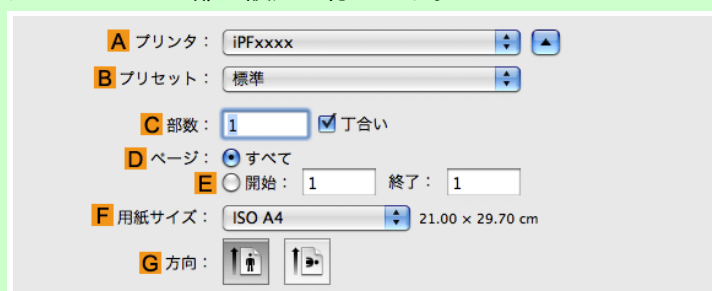 A プリンタ： iPFxxxx
B プリセット： 標準
C 部数： 1 丁合い
D ページ： すべて
E 開始： 1 終了： 1
F 用紙サイズ： ISO A4 21.00 × 29.70 cm
G 方向：